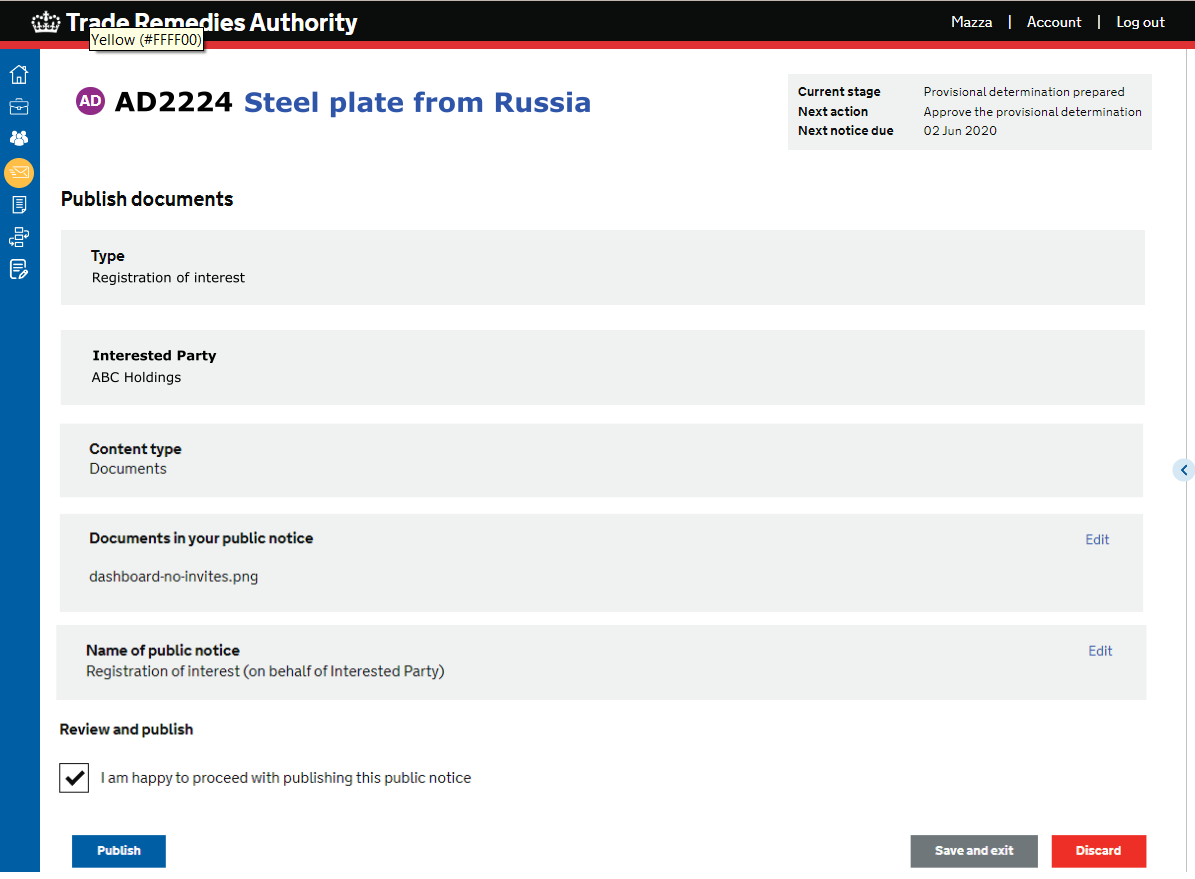 Trade Remedies Authority
Mazza | Account | Log out
Yellow (#FFFF00)
AD AD2224 Steel plate from Russia
Current stage Provisional determination prepared
Next action Approve the provisional determination
Next notice due 02 Jun 2020
Publish documents
Type
Registration of interest
Interested Party
ABC Holdings
Content type
Documents
Documents in your public notice Edit
dashboard-no-invites.png
Name of public notice Edit
Registration of interest (on behalf of Interested Party)
Review and publish
I am happy to proceed with publishing this public notice
Publish Save and exit Discard